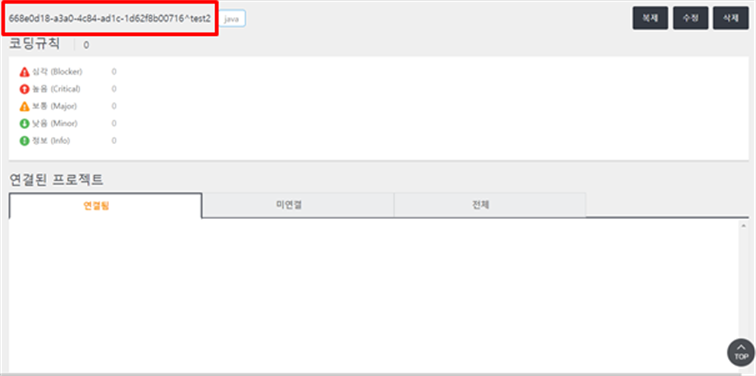 668e0d18-a3a0-4c84-ad1c-1d62f8b00716^test2 java 복제 수정 삭제
코딩규칙 0
심각 (Blocker) 0
높음 (Critical) 0
보통 (Major) 0
낮음 (Minor) 0
정보 (Info) 0
연결된 프로젝트
연결됨 미연결 전체
TOP